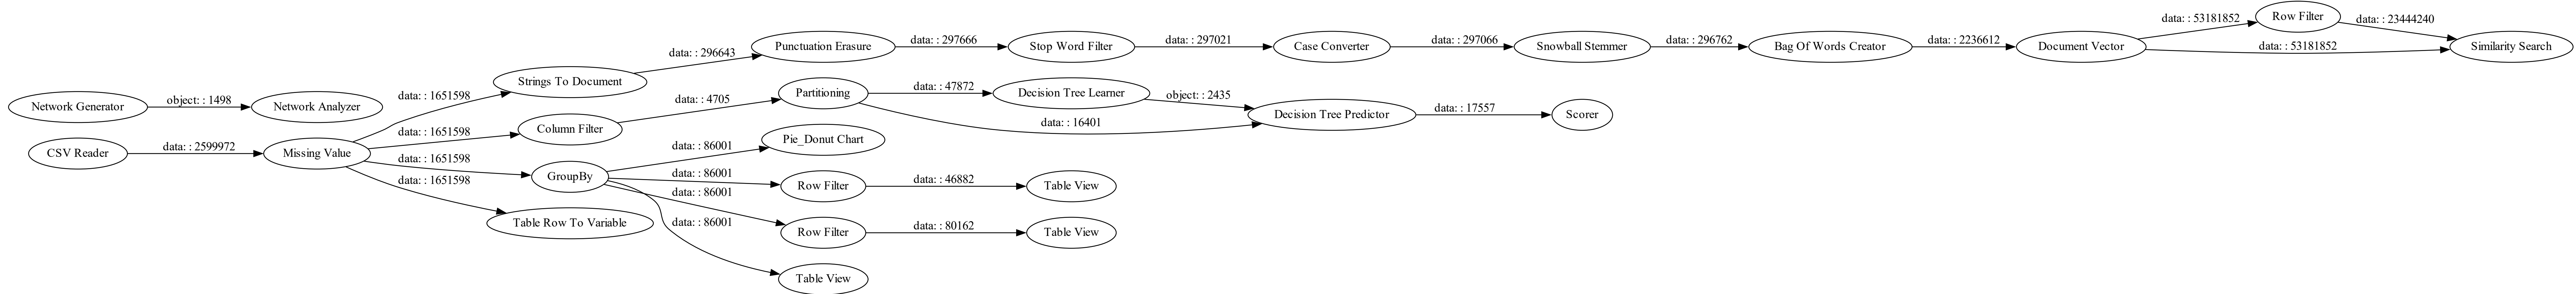 Network Generator
object: : 1498
Network Analyzer
CSV Reader
data: : 2599972
Missing Value
data: : 1651598
Strings To Document
data: : 296643
Punctuation Erasure
data: : 297666
Stop Word Filter
data: : 297021
Case Converter
data: : 297066
Snowball Stemmer
data: : 296762
Bag Of Words Creator
data: : 2236612
Document Vector
data: : 53181852
Row Filter
data: : 23444240
data: : 53181852
Similarity Search
data: : 1651598
Column Filter
data: : 4705
Partitioning
data: : 47872
Decision Tree Learner
object: : 2435
data: : 16401
Decision Tree Predictor
data: : 17557
Scorer
data: : 1651598
GroupBy
data: : 86001
Pie_Donut Chart
data: : 86001
Row Filter
data: : 46882
Table View
data: : 86001
Row Filter
data: : 80162
Table View
data: : 86001
Table View
data: : 1651598
Table Row To Variable